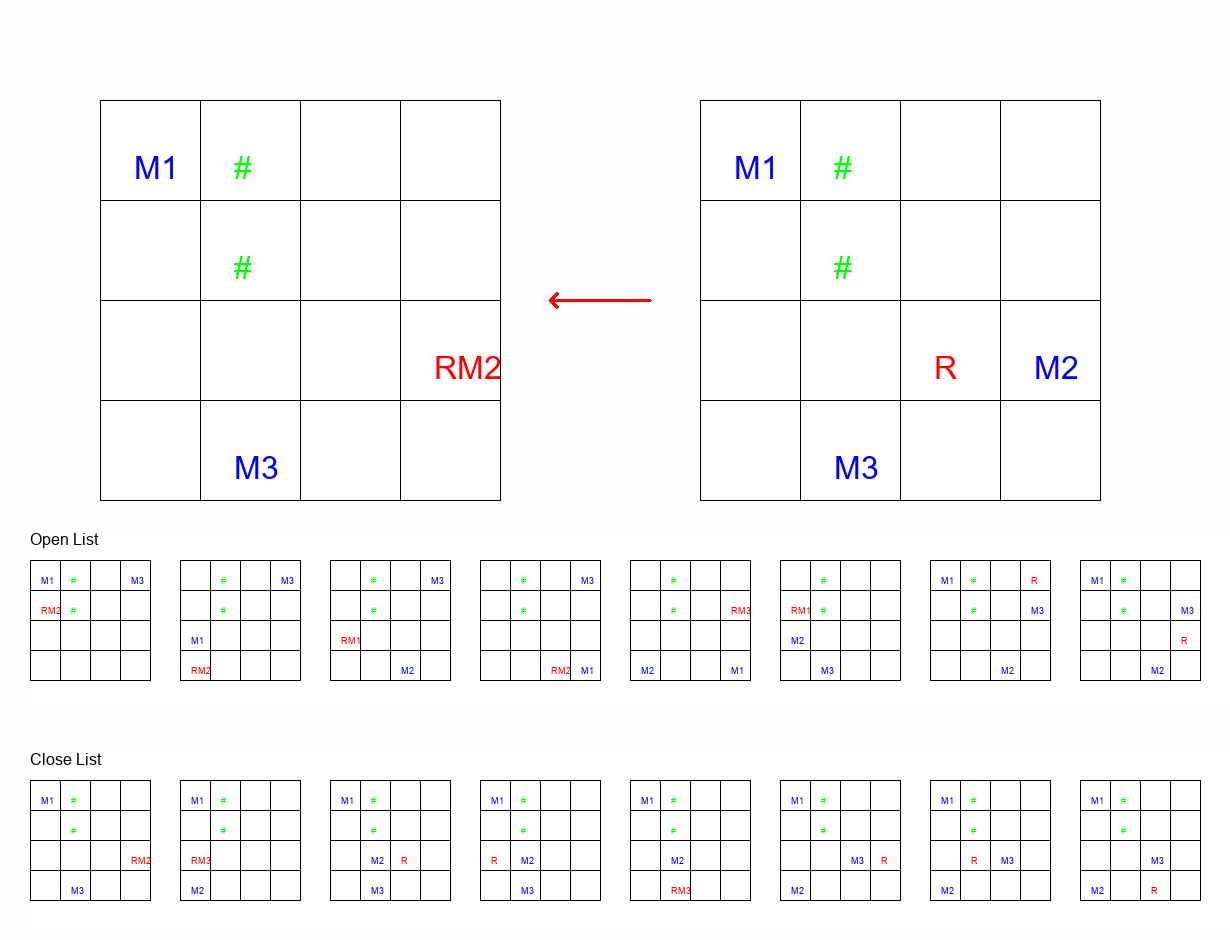 M1 # M1 #
# #
RM2 R M2
M3 M3
Open List
M1 # M3 # M3 # M3 # M3 # # M1 # R M1 #
RM2 # # # # # RM3 RM1 # # M3 # M3
M1 RM1 M2 R
RM2 M2 RM2 M1 M2 M1 M3 M2 M2
Close List
M1 # M1 # M1 # M1 # M1 # M1 # M1 # M1 #
# # # # # # # #
RM2 RM3 M2 R R M2 M2 M3 R R M3 M3
M3 M2 M3 M3 RM3 M2 M2 M2 R